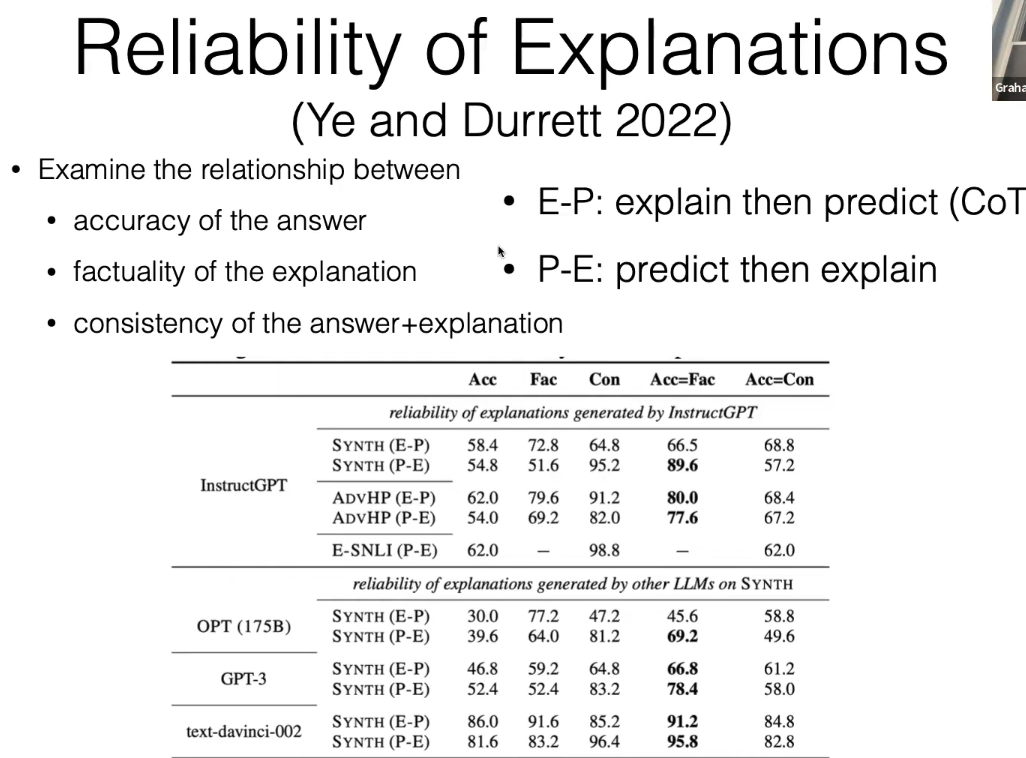 Reliability of Explanations
(Ye and Durrett 2022)
Graha
• Examine the relationship between
• accuracy of the answer
• factuality of the explanation
• consistency of the answer+explanation
• E-P: explain then predict (CoT
• P-E: predict then explain
Acc Fac Con Acc=Fac Acc=Con
reliability of explanations generated by InstructGPT
InstructGPT
SYNTH (E-P) 58.4 72.8 64.8 66.5 68.8
SYNTH (P-E) 54.8 51.6 95.2 89.6 57.2
ADVHP (E-P) 62.0 79.6 91.2 80.0 68.4
ADVHP (P-E) 54.0 69.2 82.0 77.6 67.2
E-SNLI (P-E) 62.0 – 98.8 – 62.0
reliability of explanations generated by other LLMs on SYNTH
OPT (175B)
SYNTH (E-P) 30.0 77.2 47.2 45.6 58.8
SYNTH (P-E) 39.6 64.0 81.2 69.2 49.6
GPT-3
SYNTH (E-P) 46.8 59.2 64.8 66.8 61.2
SYNTH (P-E) 52.4 52.4 83.2 78.4 58.0
text-davinci-002
SYNTH (E-P) 86.0 91.6 85.2 91.2 84.8
SYNTH (P-E) 81.6 83.2 96.4 95.8 82.8